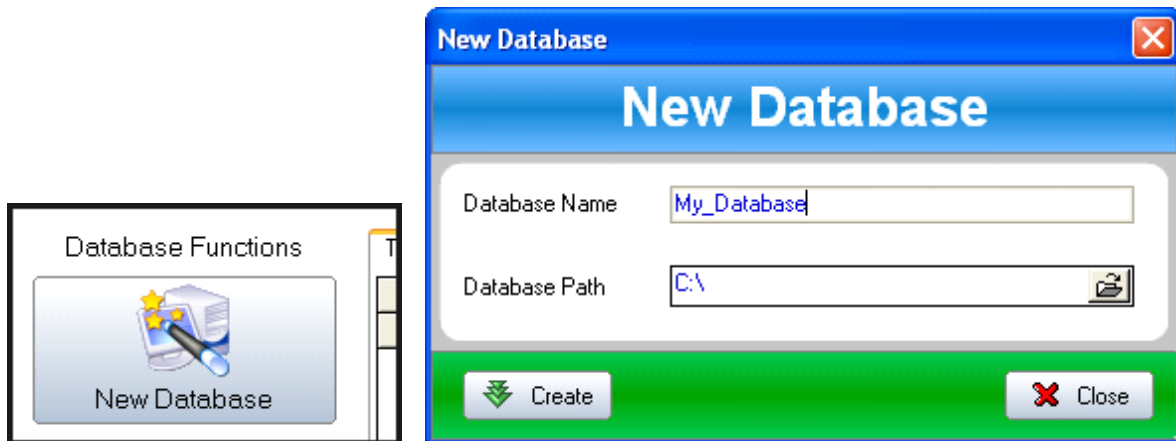 Database Functions
T
New Database
New Database
New Database
Database Name
My_Database
Database Path
C:\
Create
Close